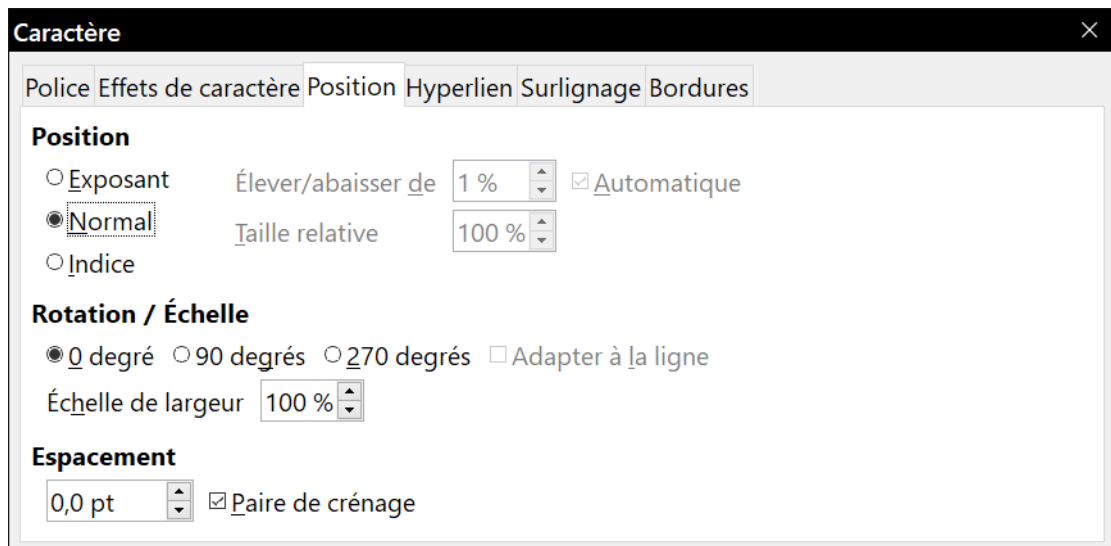 Caractère
Police Effets de caractère Position Hyperlien Surlignage Bordures
Position
Exposant Élever/abaisser de 1 % Automatique
Normal Taille relative 100 %
Indice
Rotation / Échelle
0 degré 90 degrés 270 degrés Adapter à la ligne
Échelle de largeur 100 %
Espacement
0,0 pt Paire de crénage